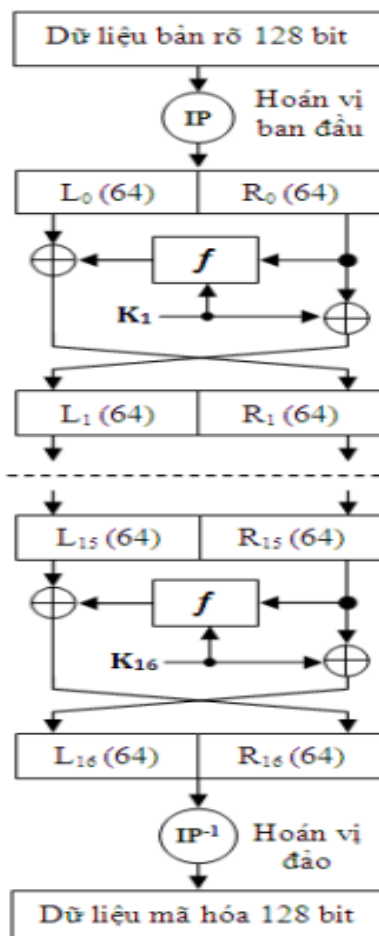 Dữ liệu bản rõ 128 bit
IP
Hoán vị
ban đầu
L₀ (64) R₀ (64)
f
K₁
L₁ (64) R₁ (64)
L₁₅ (64) R₁₅ (64)
f
K₁₆
L₁₆ (64) R₁₆ (64)
IP⁻¹
Hoán vị
đảo
Dữ liệu mã hóa 128 bit